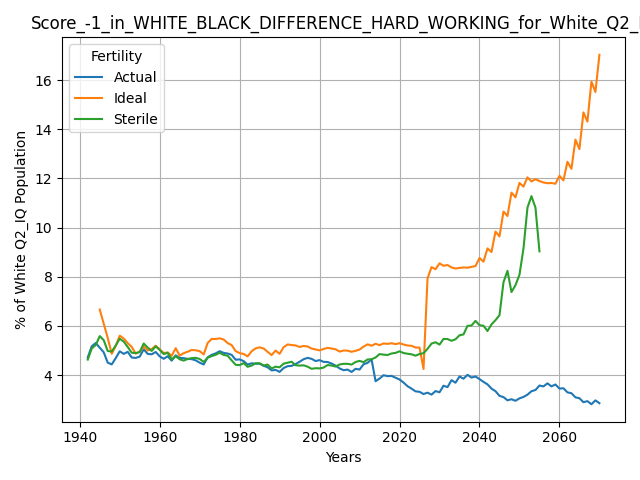 Score_-1_in_WHITE_BLACK_DIFFERENCE_HARD_WORKING_for_White_Q2_
Fertility
Actual
Ideal
Sterile
% of White Q2_IQ Population
16
14
12
10
8
6
4
1940 1960 1980 2000 2020 2040 2060
Years